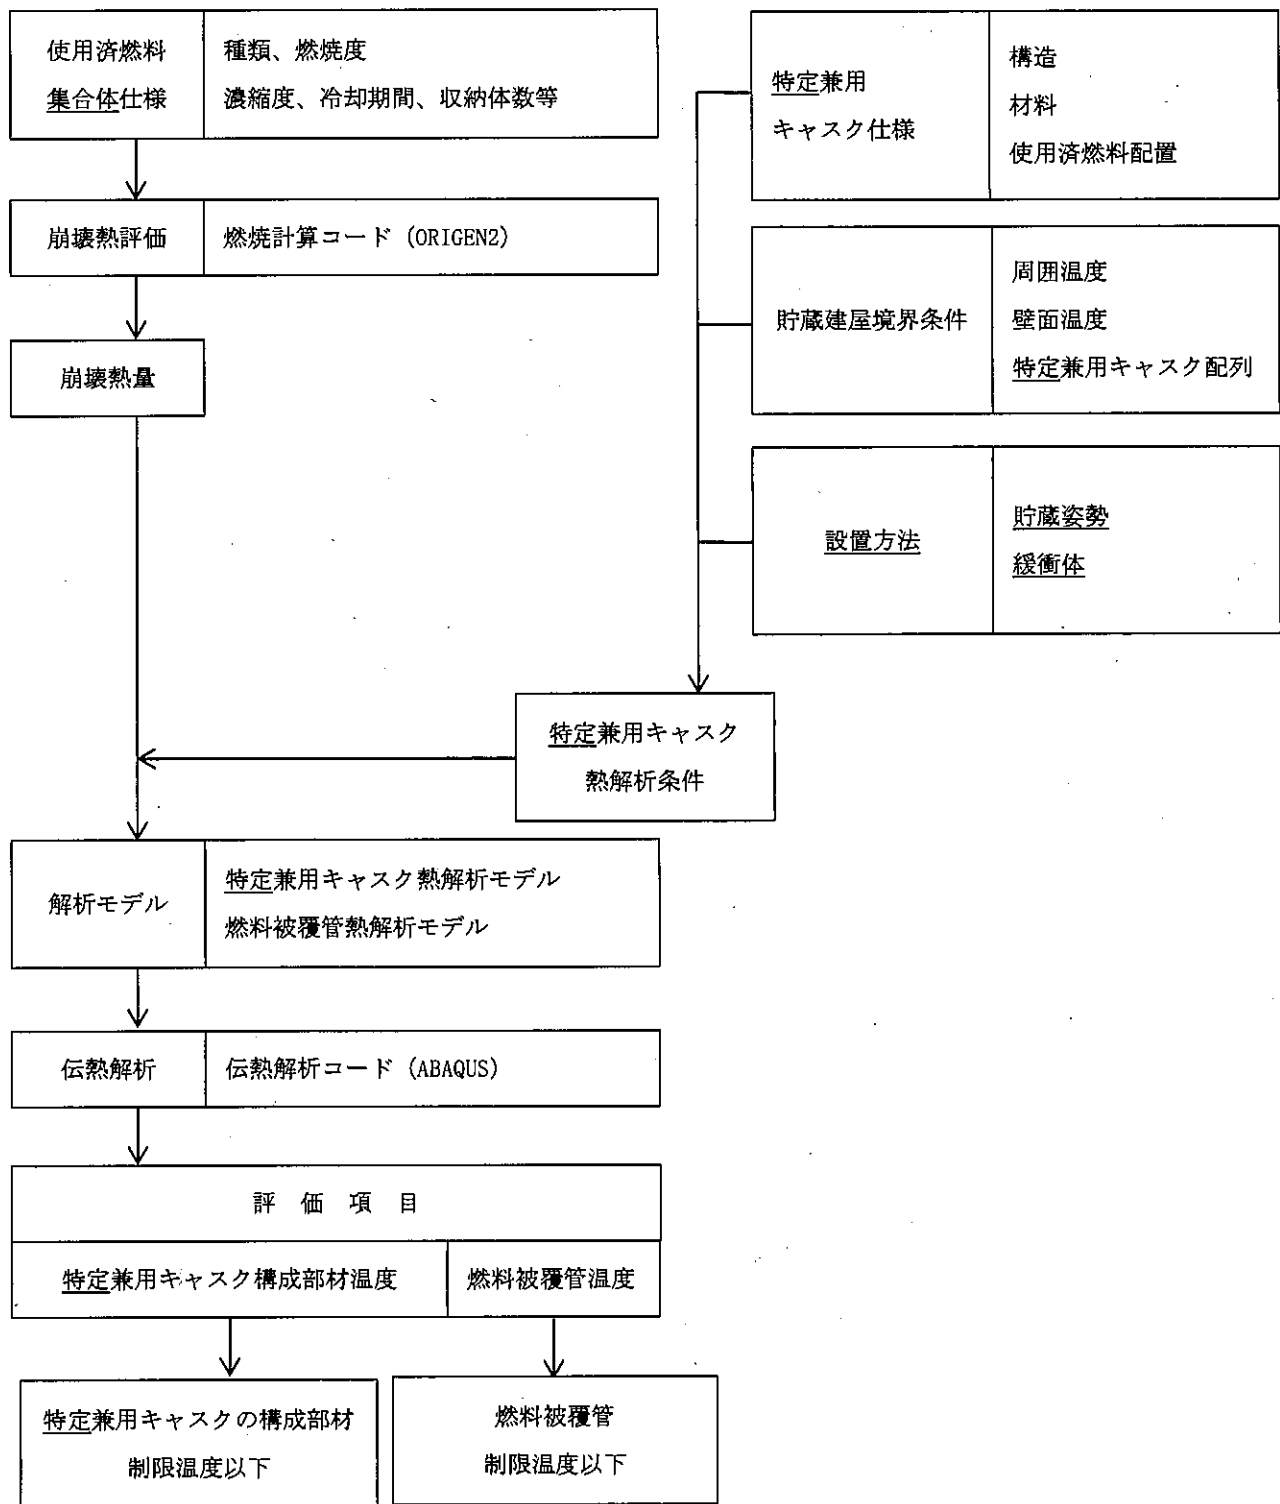 使用済燃料
集合体仕様
種類、燃焼度
濃縮度、冷却期間、収納体数等
崩壊熱評価
燃焼計算コード (ORIGEN2)
崩壊熱量
特定兼用
キャスク仕様
構造
材料
使用済燃料配置
貯蔵建屋境界条件
周囲温度
壁面温度
特定兼用キャスク配列
設置方法
貯蔵姿勢
緩衝体
特定兼用キャスク
熱解析条件
解析モデル
特定兼用キャスク熱解析モデル
燃料被覆管熱解析モデル
伝熱解析
伝熱解析コード (ABAQUS)
評 価 項 目
特定兼用キャスク構成部材温度
燃料被覆管温度
特定兼用キャスクの構成部材
制限温度以下
燃料被覆管
制限温度以下